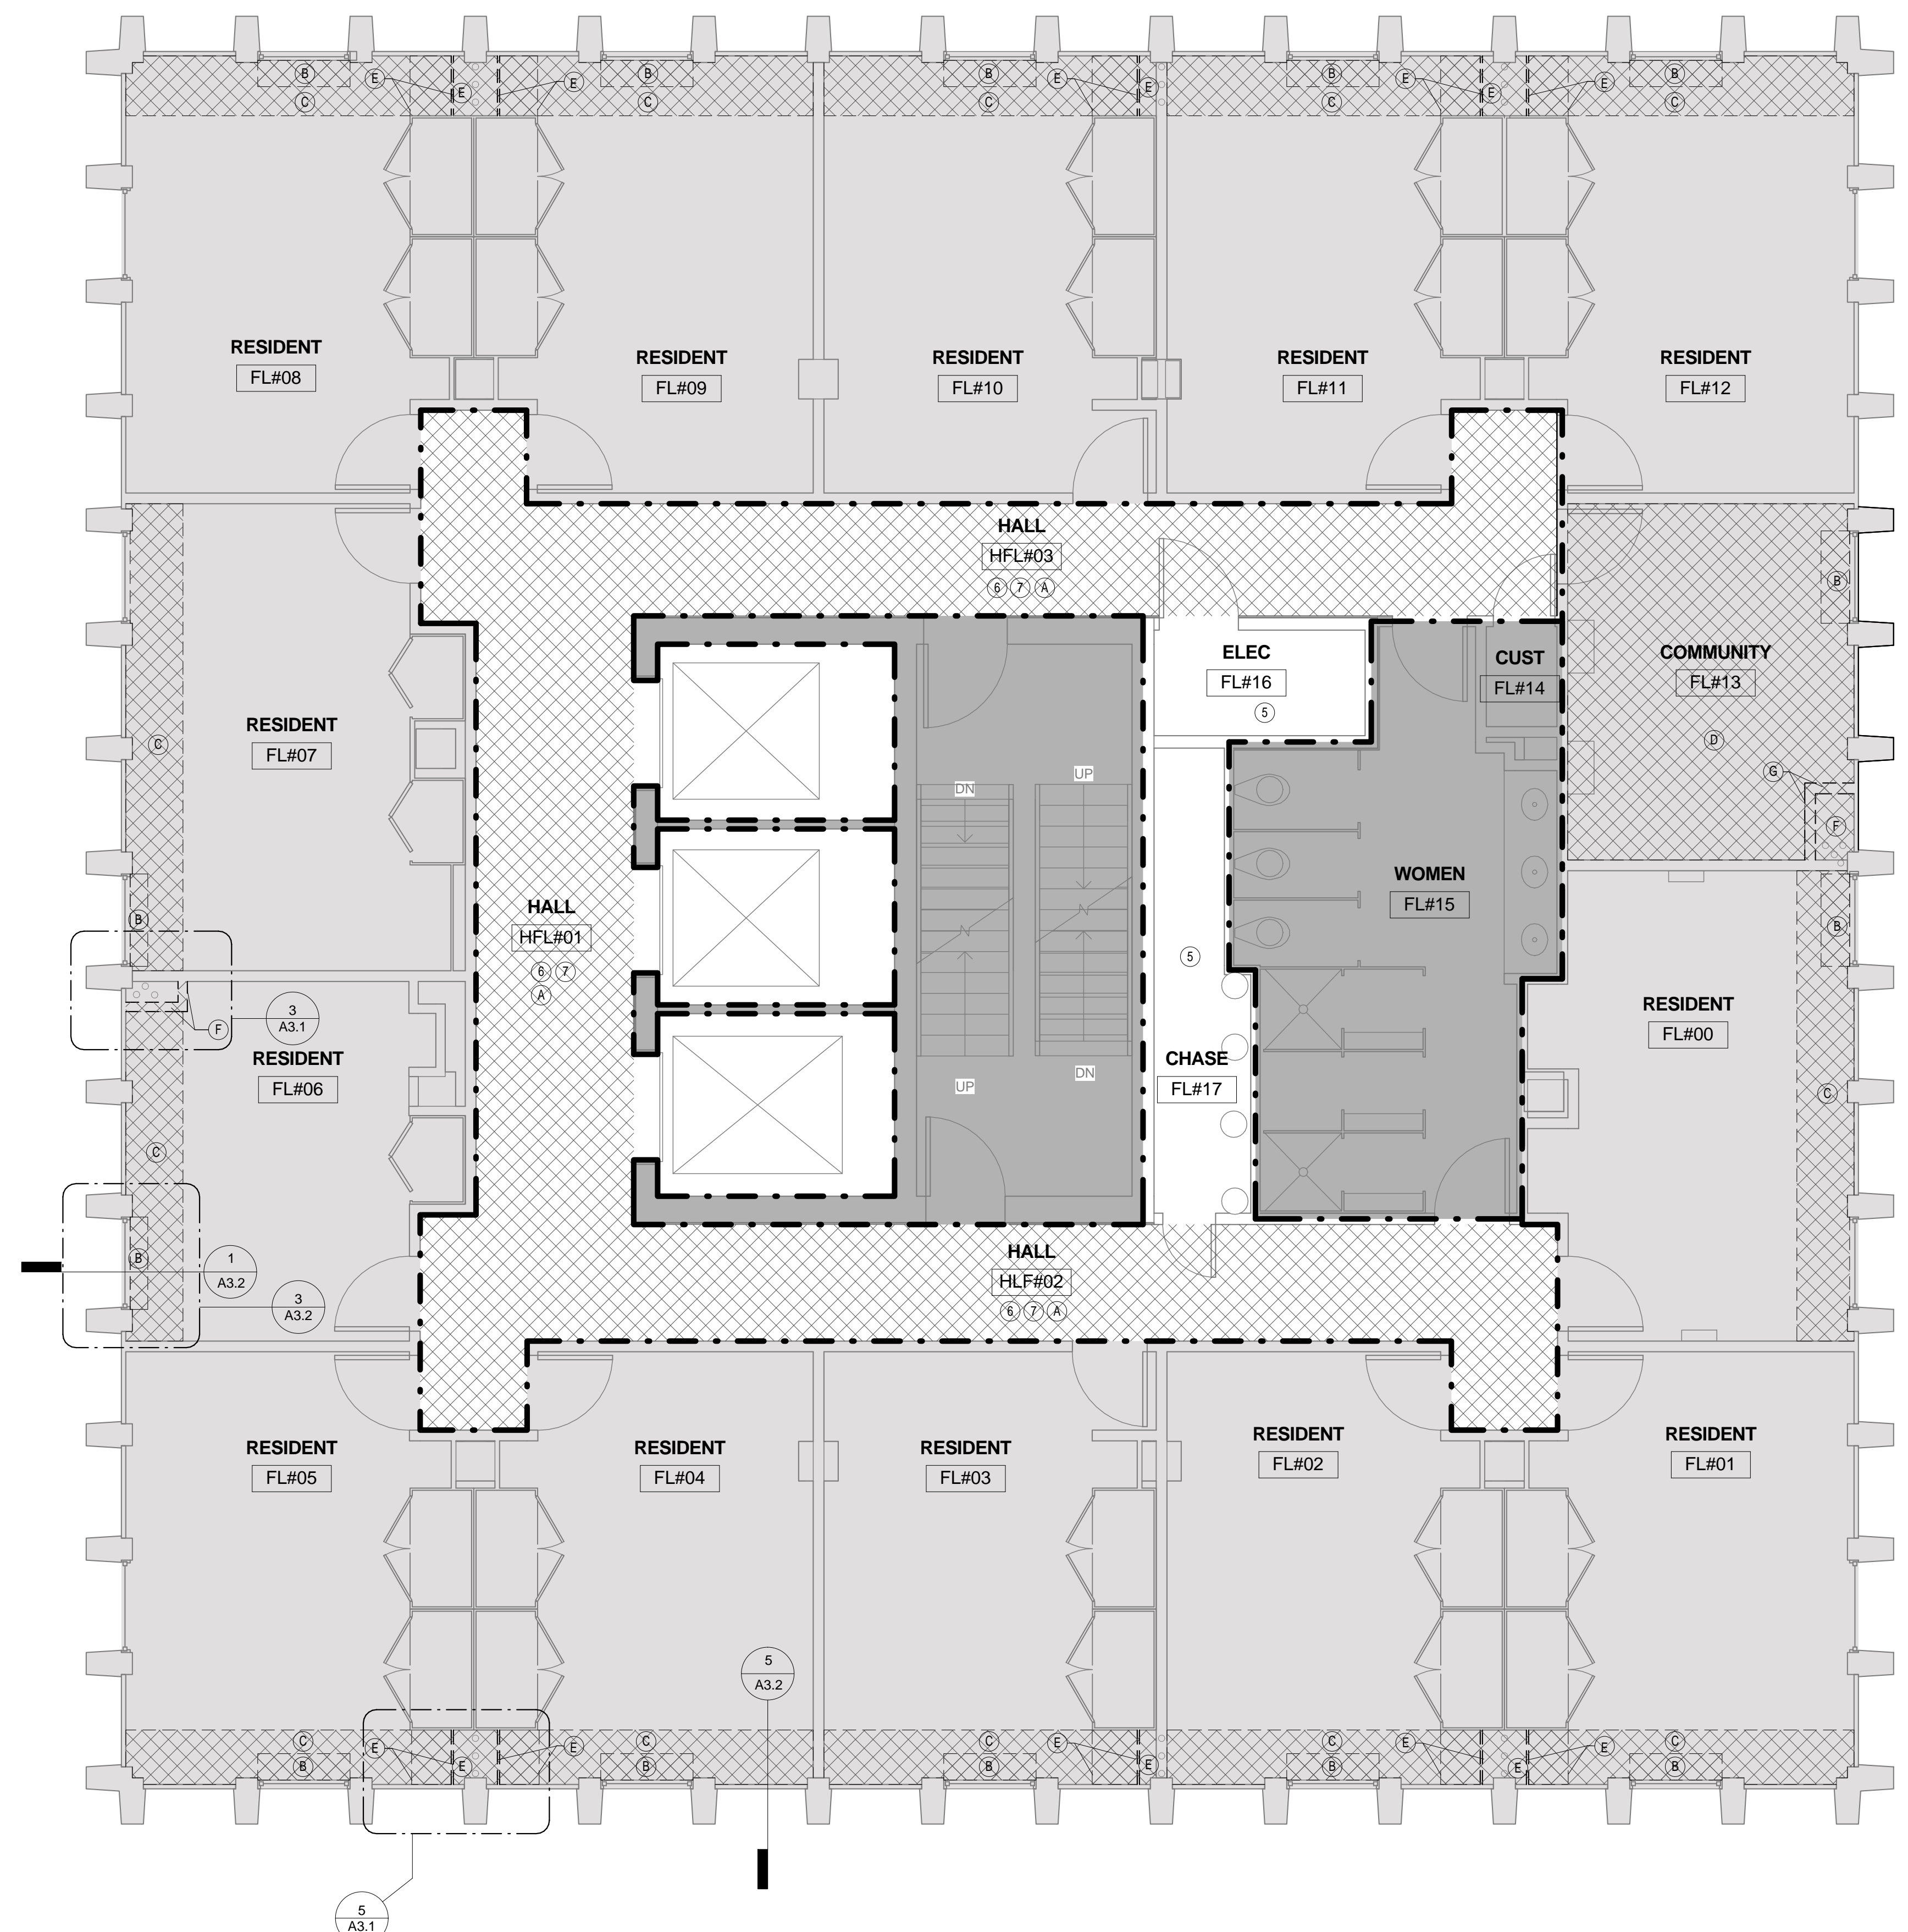 B B B B B
E E E E E E E E
C C C C C
RESIDENT
FL#08
RESIDENT
FL#09
RESIDENT
FL#10
RESIDENT
FL#11
RESIDENT
FL#12
HALL
HFL#03
6 7 A
B
ELEC
FL#16
5
CUST
FL#14
COMMUNITY
FL#13
D
G
F
RESIDENT
FL#07
C
B
DN
UP
UP
DN
HALL
HFL#01
6 7
A
WOMEN
FL#15
5
B
CHASE
FL#17
RESIDENT
FL#00
C
F
3
A3.1
RESIDENT
FL#06
C
B
1
A3.2
3
A3.2
HALL
HLF#02
6 7 A
RESIDENT
FL#05
RESIDENT
FL#04
RESIDENT
FL#03
RESIDENT
FL#02
RESIDENT
FL#01
5
A3.2
C C C C C
E E E E E E E E
B B B B B
5
A3.1